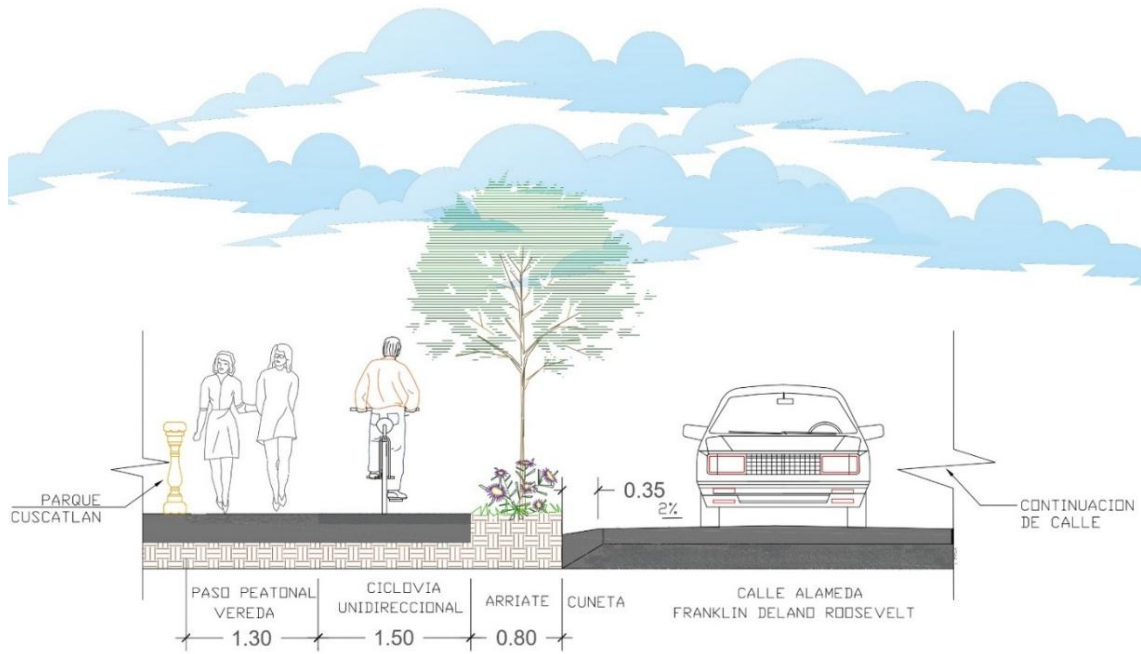 PARQUE
CUSCATLAN
0.35
2%
CONTINUACION
DE CALLE
PASO PEATONAL
VEREDA
CICLOVIA
UNIDIRECCIONAL
ARRIATE
CUNETA
CALLE ALAMEDA
FRANKLIN DELANO ROOSEVELT
1.30
1.50
0.80